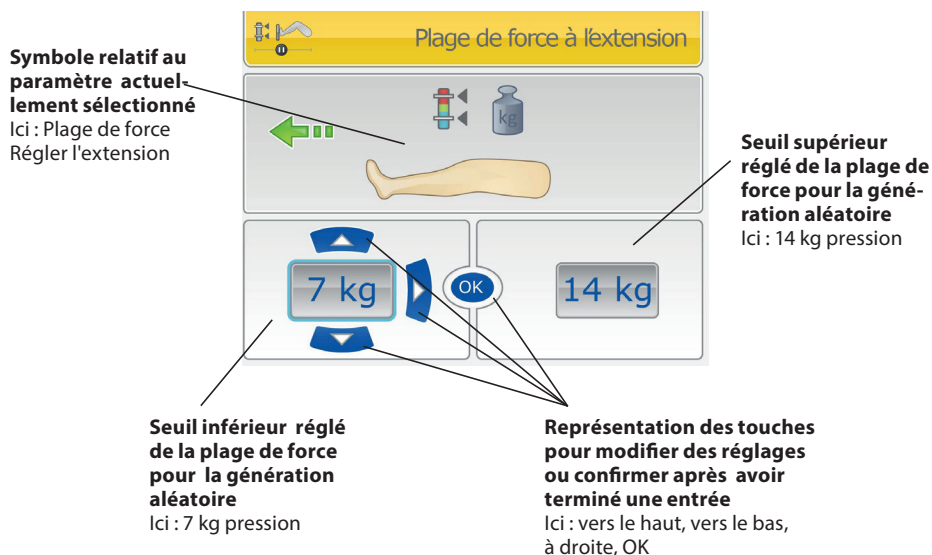 Plage de force à l'extension
Symbole relatif au
paramètre actuel-
lement sélectionné
Ici : Plage de force
Régler l'extension
kg
Seuil supérieur
réglé de la plage de
force pour la géné-
ration aléatoire
Ici : 14 kg pression
7 kg
OK
14 kg
Seuil inférieur réglé
de la plage de force
pour la génération
aléatoire
Ici : 7 kg pression
Représentation des touches
pour modifier des réglages
ou confirmer après avoir
terminé une entrée
Ici : vers le haut, vers le bas,
à droite, OK